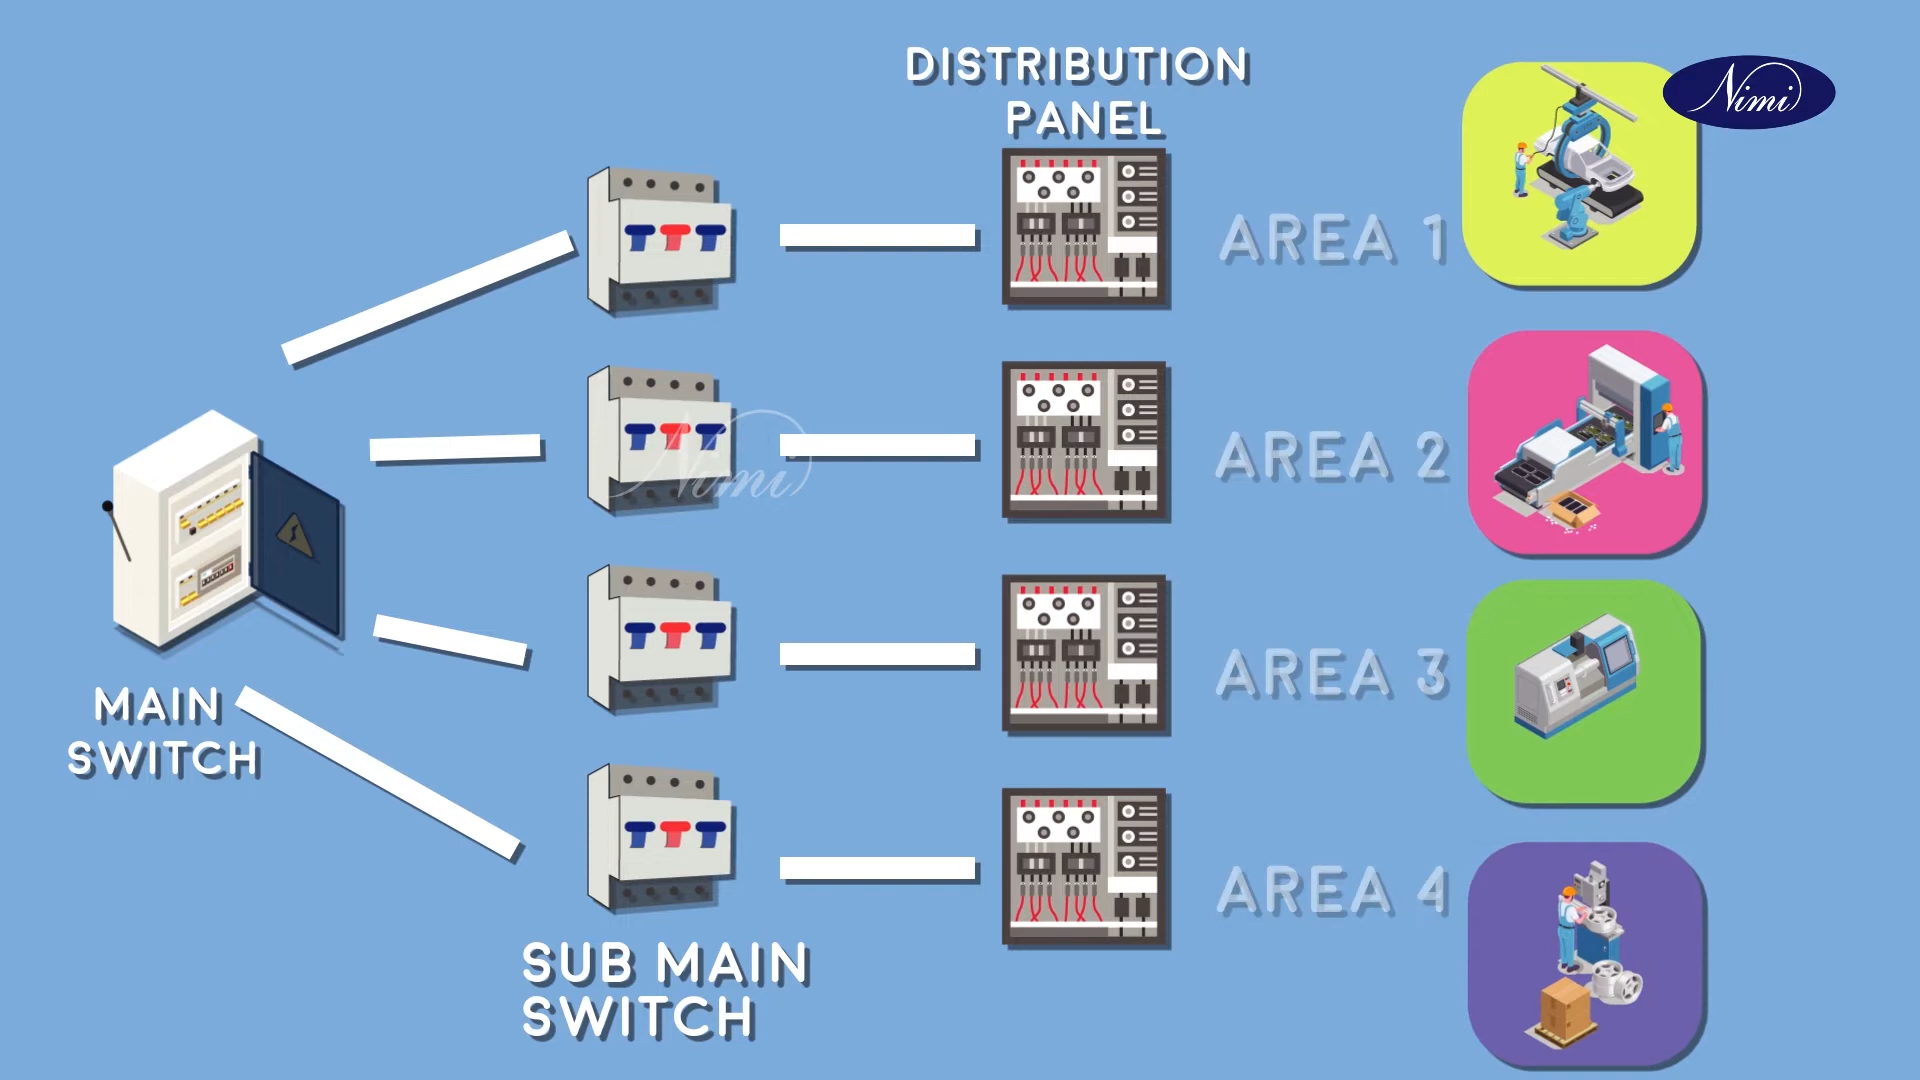 DISTRIBUTION
PANEL
Nimi
AREA 1
AREA 2
Nimi
AREA 3
MAIN
SWITCH
AREA 4
SUB MAIN
SWITCH